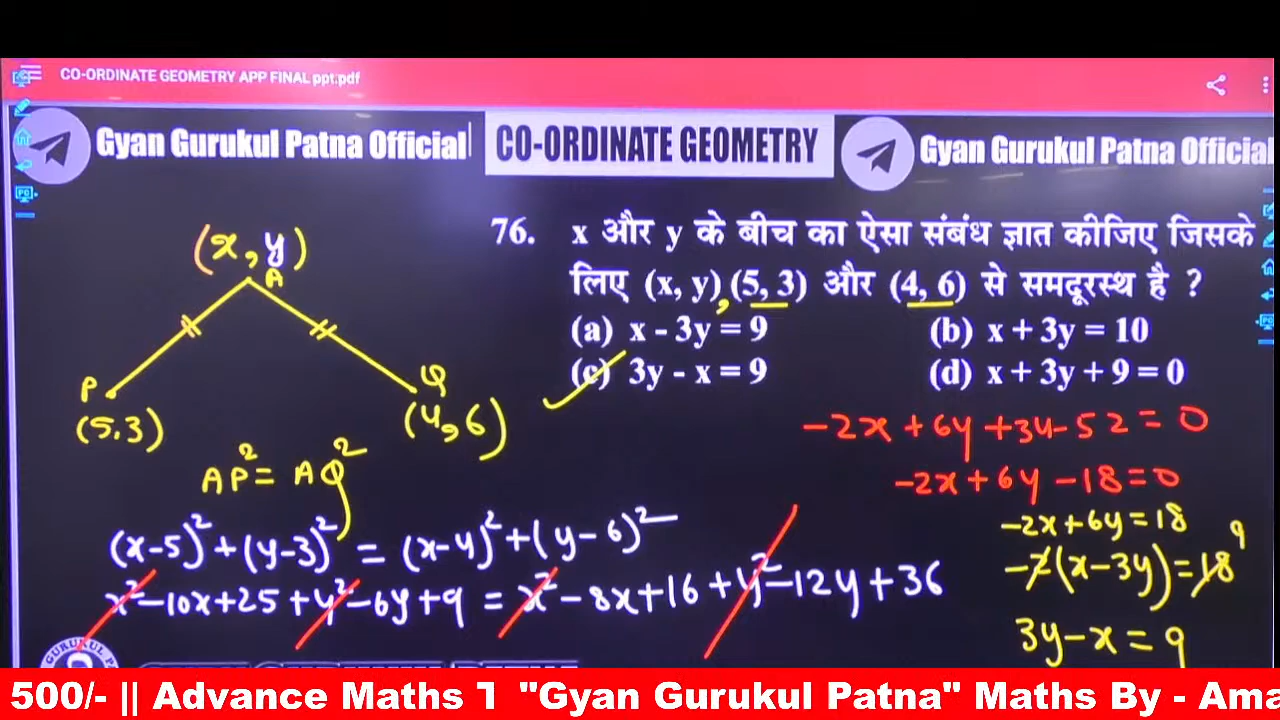 CO-ORDINATE GEOMETRY APP FINAL ppt.pdf
Gyan Gurukul Patna Official
CO-ORDINATE GEOMETRY
Gyan Gurukul Patna Official
76. x और y के बीच का ऐसा संबंध ज्ञात कीजिए जिसके
लिए (x, y), (5, 3) और (4, 6) से समदूरस्थ है ?
(a) x - 3y = 9
(b) x + 3y = 10
(c) 3y - x = 9
(d) x + 3y + 9 = 0
(x, y)
A
P
Q
(5.3)
(4, 6)
AP² = AQ²
(x-5)² + (y-3)² = (x-4)² + (y-6)²
x² - 10x + 25 + y² - 6y + 9 = x² - 8x + 16 + y² - 12y + 36
-2x + 6y + 34 - 52 = 0
-2x + 6y - 18 = 0
-2x + 6y = 18
-2(x - 3y) = 18 9
3y - x = 9
500/- || Advance Maths "Gyan Gurukul Patna" Maths By - Ama